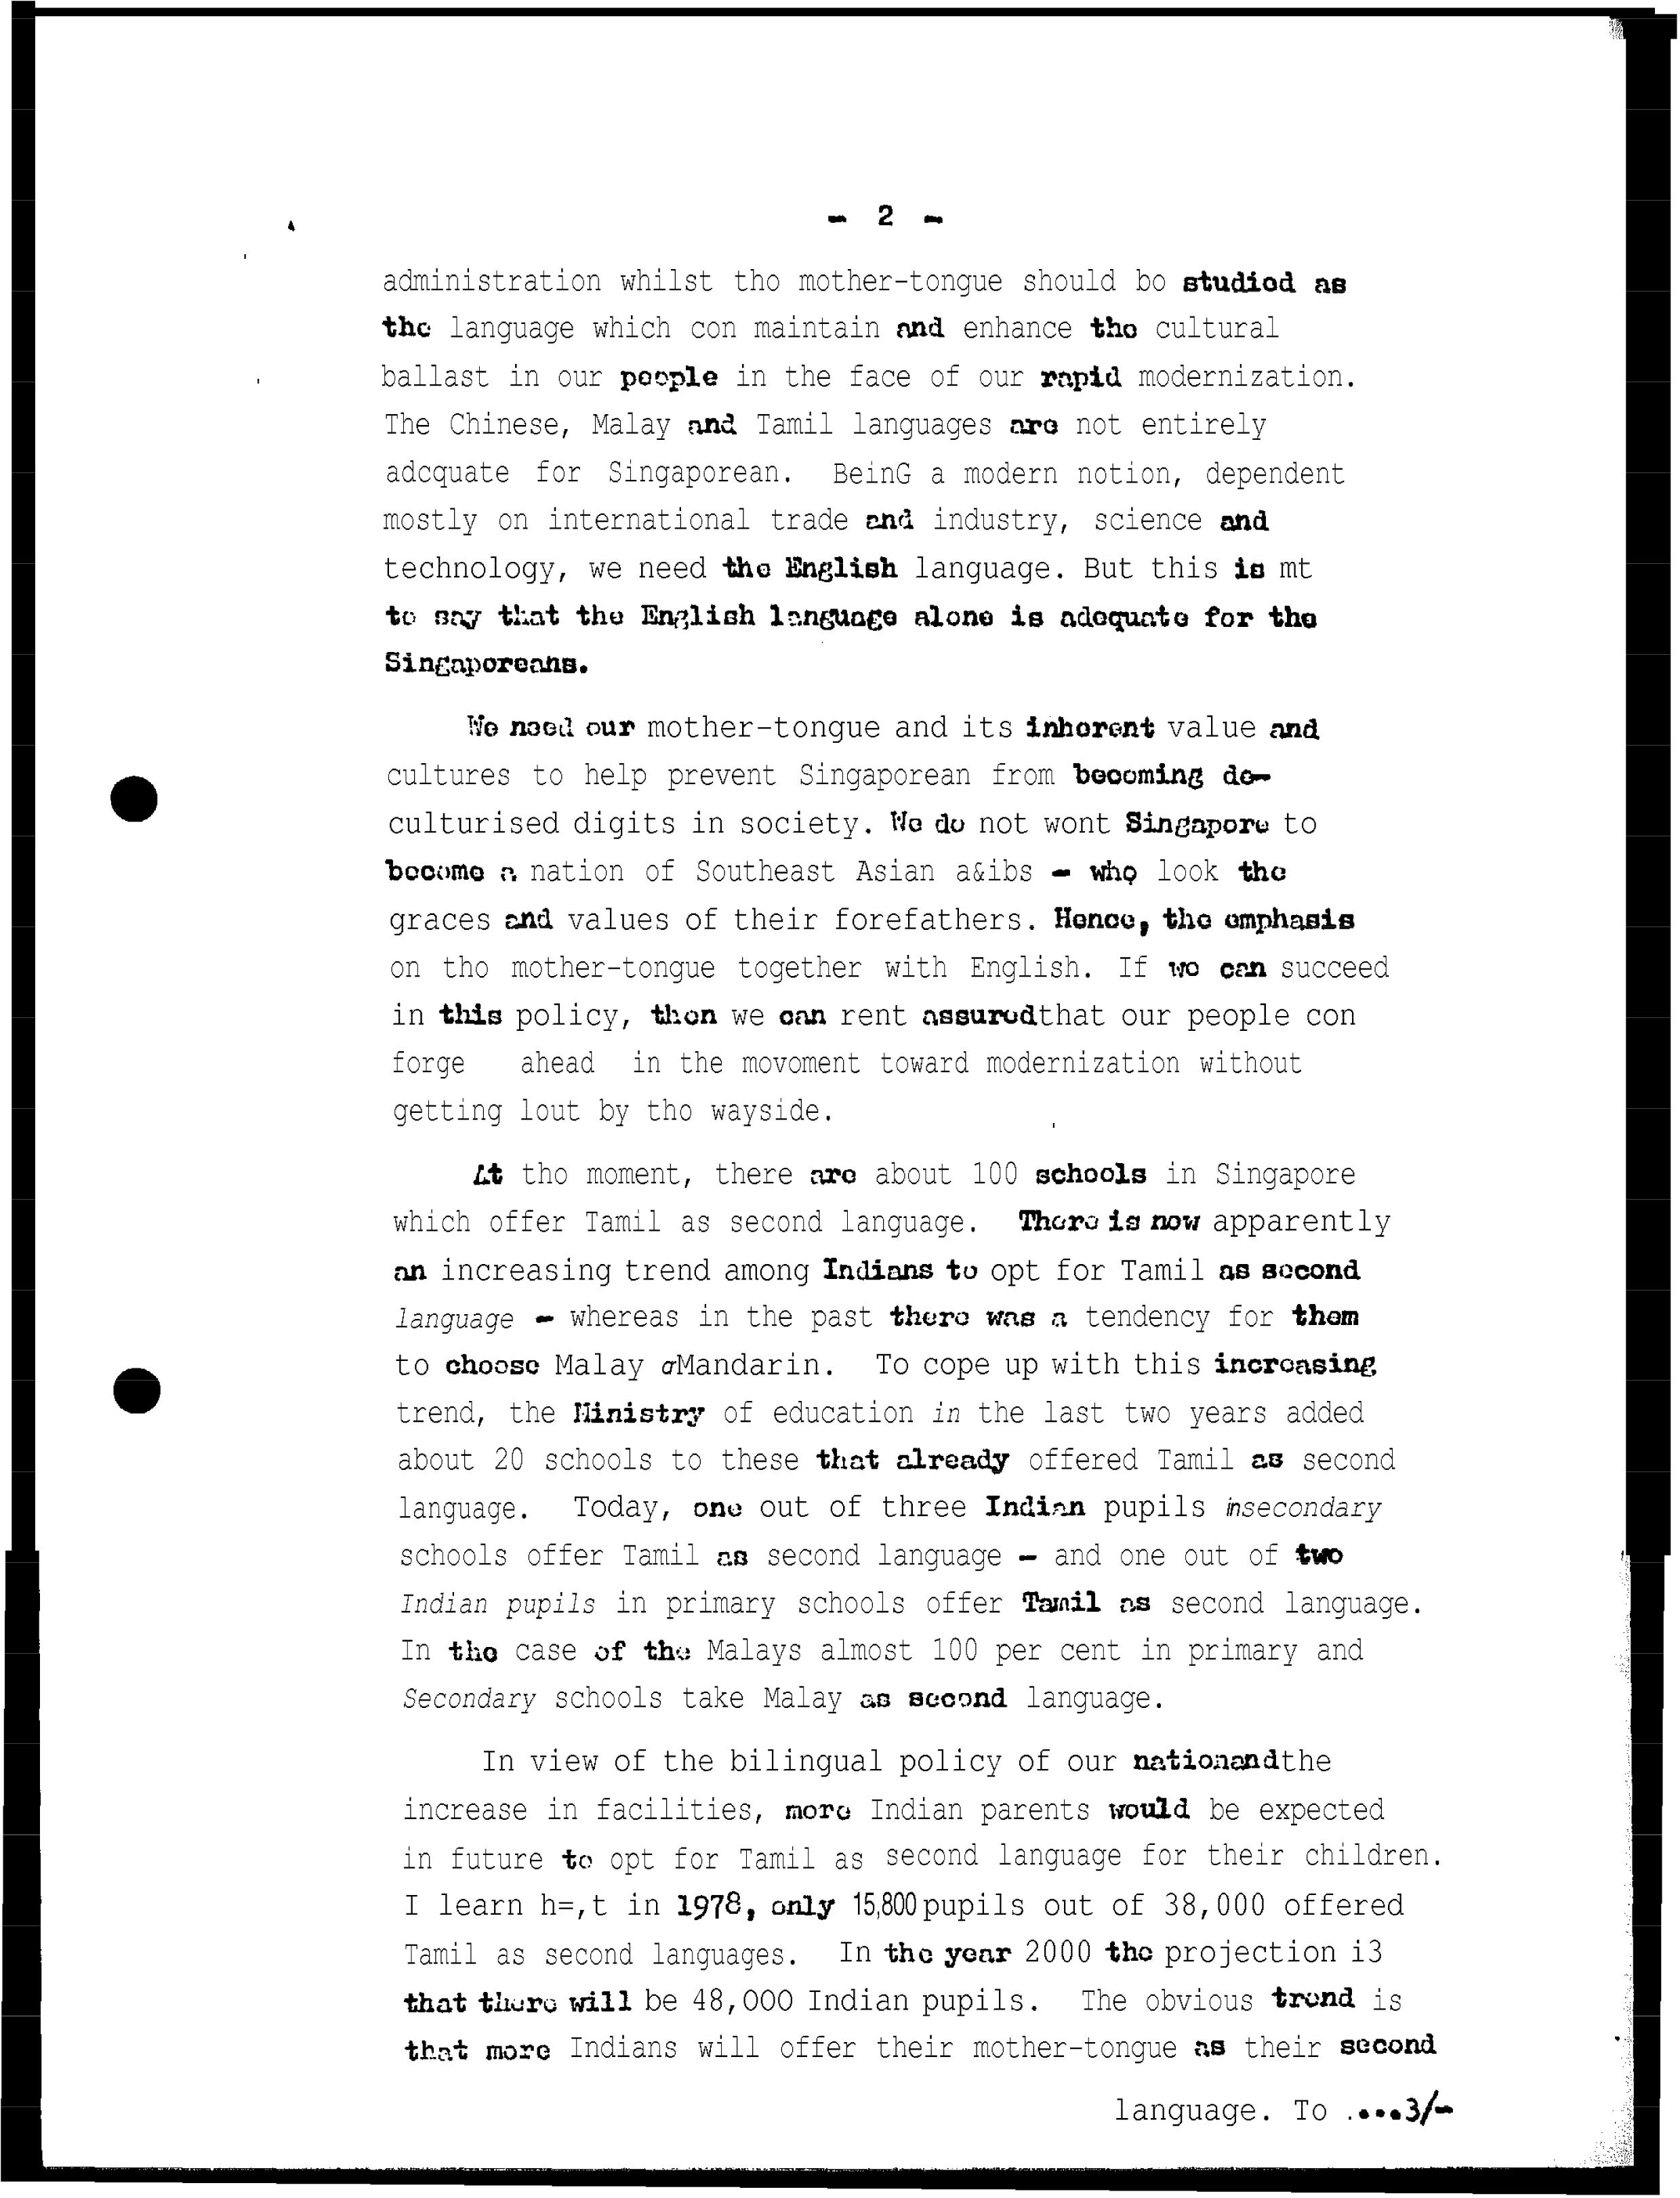 - 2 -
administration whilst tho mother-tongue should bo studiod as
the language which con maintain and enhance tho cultural
ballast in our people in the face of our rapid modernization.
The Chinese, Malay and Tamil languages are not entirely
adcquate for Singaporean. BeinG a modern notion, dependent
mostly on international trade and industry, science and
technology, we need the English language. But this is mt
to say that the English language alone is adequate for the
Singaporeans.
We need our mother-tongue and its inherent value and
cultures to help prevent Singaporean from becoming de-
culturised digits in society. We do not wont Singapore to
become a nation of Southeast Asian a&ibs - who look the
graces and values of their forefathers. Hence, the emphasis
on tho mother-tongue together with English. If we can succeed
in this policy, then we can rent assuredthat our people con
forge ahead in the movoment toward modernization without
getting lout by tho wayside.
At tho moment, there are about 100 schools in Singapore
which offer Tamil as second language. There is now apparently
an increasing trend among Indians to opt for Tamil as second
language - whereas in the past there was a tendency for them
to choose Malay σMandarin. To cope up with this increasing
trend, the Ministry of education in the last two years added
about 20 schools to these that already offered Tamil as second
language. Today, one out of three Indian pupils insecondary
schools offer Tamil as second language - and one out of two
Indian pupils in primary schools offer Tamil as second language.
In the case of the Malays almost 100 per cent in primary and
Secondary schools take Malay as second language.
In view of the bilingual policy of our nationandthe
increase in facilities, more Indian parents would be expected
in future to opt for Tamil as second language for their children.
I learn h=,t in 1978, only 15,800 pupils out of 38,000 offered
Tamil as second languages. In the year 2000 the projection i3
that there will be 48,000 Indian pupils. The obvious trend is
that more Indians will offer their mother-tongue as their second
language. To ....3/-